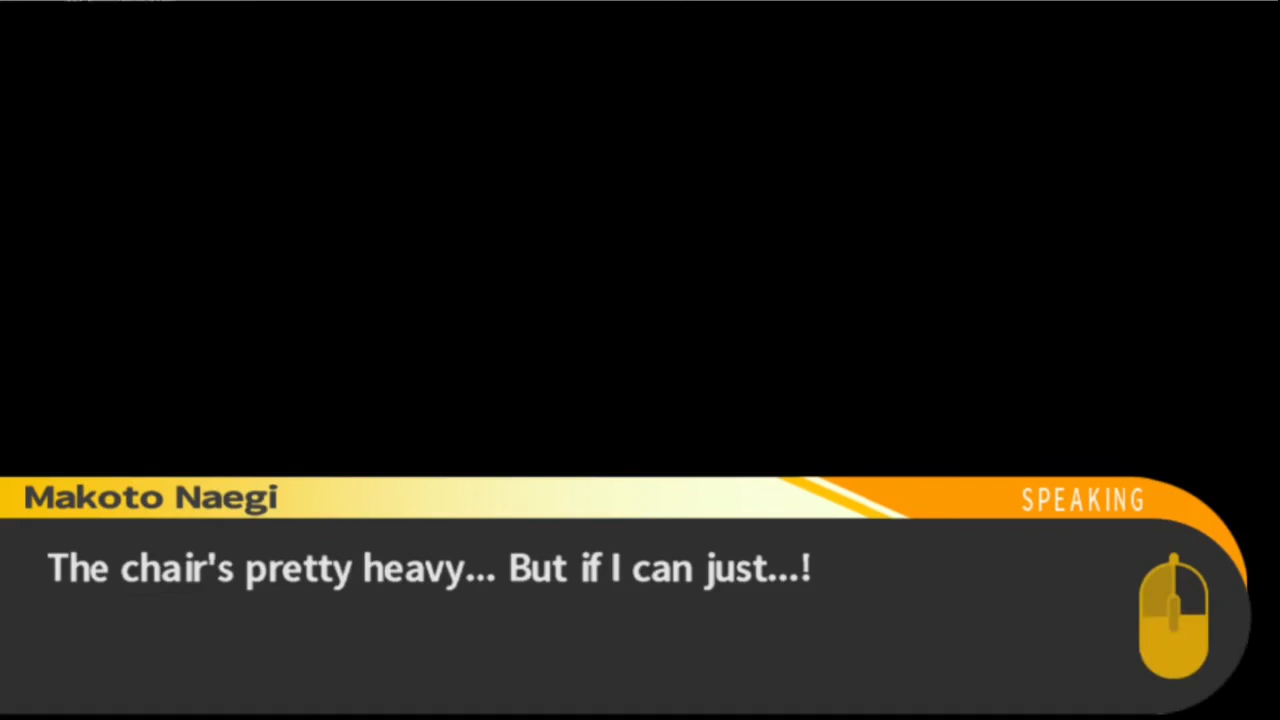 Makoto Naegi
SPEAKING
The chair's pretty heavy... But if I can just...!